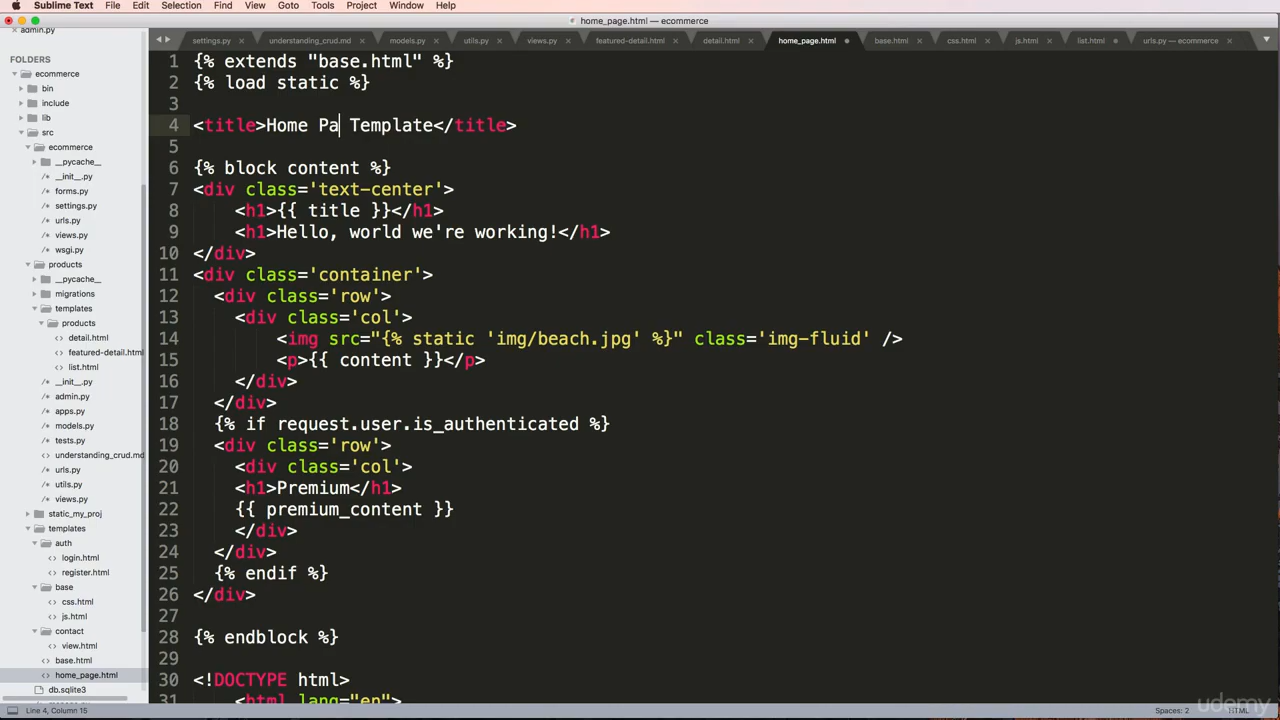 Sublime Text File Edit Selection Find View Goto Tools Project Window Help
home_page.html — ecommerce
settings.py × understanding_crud.md × models.py × utils.py × views.py × featured-detail.html × detail.html × home_page.html base.html × css.html × js.html × list.html urls.py — ecommerce ×
admin.py
FOLDERS
ecommerce
bin
include
lib
src
ecommerce
__pycache__
__init__.py
forms.py
settings.py
urls.py
views.py
wsgi.py
products
__pycache__
migrations
templates
products
detail.html
featured-detail.html
list.html
__init__.py
admin.py
apps.py
models.py
tests.py
understanding_crud.md
urls.py
utils.py
views.py
static_my_proj
templates
auth
login.html
register.html
base
css.html
js.html
contact
view.html
base.html
home_page.html
db.sqlite3
1 {% extends "base.html" %}
2 {% load static %}
3
4 <title>Home Pa Template</title>
5
6 {% block content %}
7 <div class='text-center'>
8 <h1>{{ title }}</h1>
9 <h1>Hello, world we're working!</h1>
10 </div>
11 <div class='container'>
12 <div class='row'>
13 <div class='col'>
14 <img src="{% static 'img/beach.jpg' %}" class='img-fluid' />
15 <p>{{ content }}</p>
16 </div>
17 </div>
18 {% if request.user.is_authenticated %}
19 <div class='row'>
20 <div class='col'>
21 <h1>Premium</h1>
22 {{ premium_content }}
23 </div>
24 </div>
25 {% endif %}
26 </div>
27
28 {% endblock %}
29
30 <!DOCTYPE html>
31 <html lang="en">
Line 4, Column 15 Spaces: 2 HTML
udemy